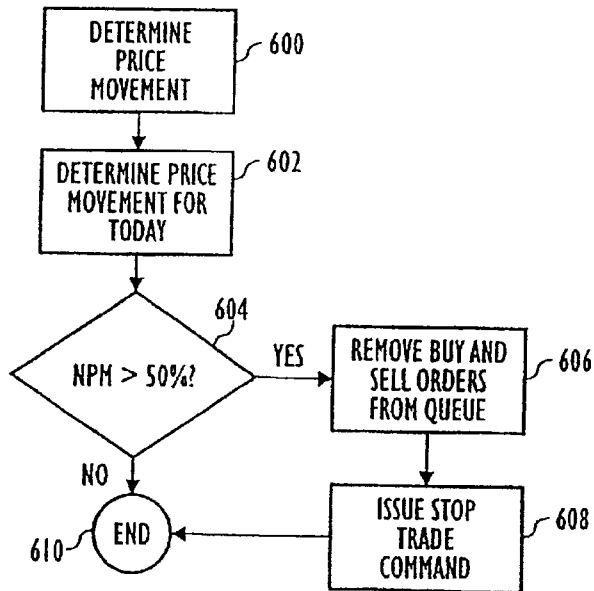 DETERMINE
PRICE
MOVEMENT
600
DETERMINE PRICE
MOVEMENT FOR
TODAY
602
604
NPM > 50%?
YES
REMOVE BUY AND
SELL ORDERS
FROM QUEUE
606
NO
END
610
ISSUE STOP
TRADE
COMMAND
608